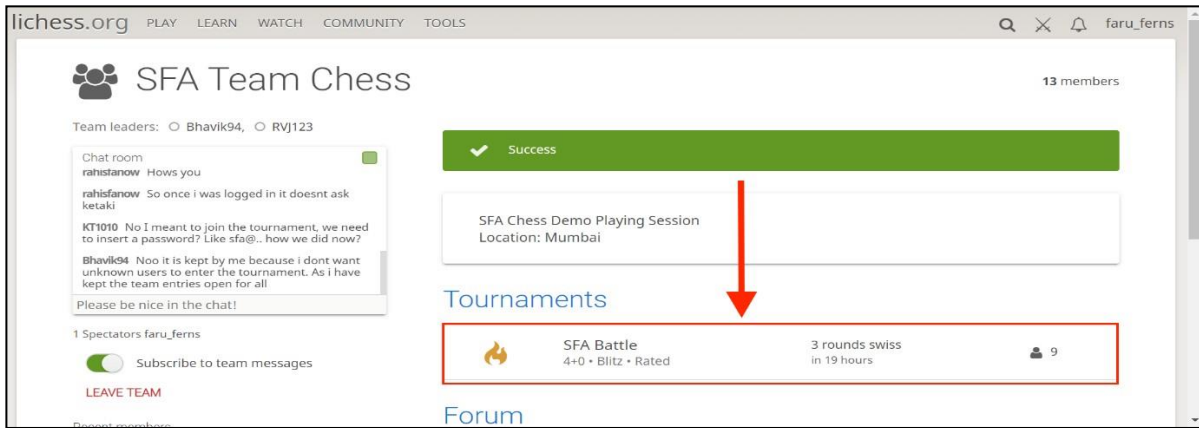 lichess.org PLAY LEARN WATCH COMMUNITY TOOLS faru_ferns
SFA Team Chess
13 members
Team leaders: Bhavik94, RVJ123
Chat room
rahisfanow Hows you
rahisfanow So once i was logged in it doesnt ask
ketaki
KT1010 No I meant to join the tournament, we need
to insert a password? Like sfa@.. how we did now?
Bhavik94 Noo it is kept by me because i dont want
unknown users to enter the tournament. As i have
kept the team entries open for all
Please be nice in the chat!
1 Spectators faru_ferns
Subscribe to team messages
LEAVE TEAM
Recent members
Success
SFA Chess Demo Playing Session
Location: Mumbai
Tournaments
SFA Battle
4+0 • Blitz • Rated
3 rounds swiss
in 19 hours
9
Forum